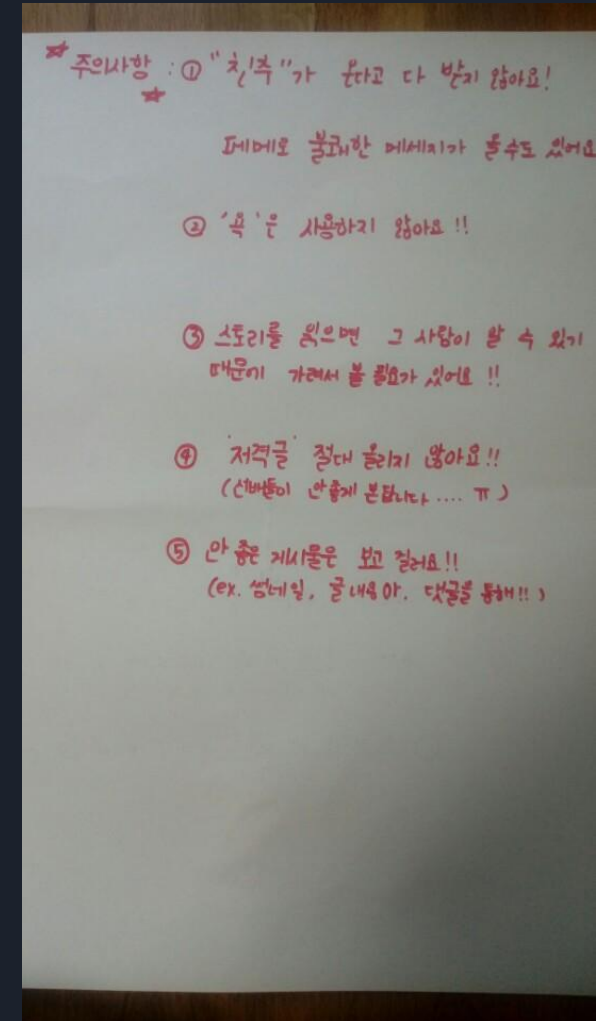 ☆주의사항☆ : ① "친추"가 온다고 다 받지 않아요!
페메로 불쾌한 메세지가 올수도 있어요
② '욕'은 사용하지 않아요!!
③ 스토리를 읽으면 그 사람이 알 수 있기
때문에 가려서 볼 필요가 있어요!!
④ '저격글' 절대 올리지 않아요!!
(선배들이 안좋게 본답니다.... ㅠ)
⑤ 안 좋은 게시물은 보고 걸러요!!
(ex. 썸네일, 글 내용 or, 댓글을 통해!!)